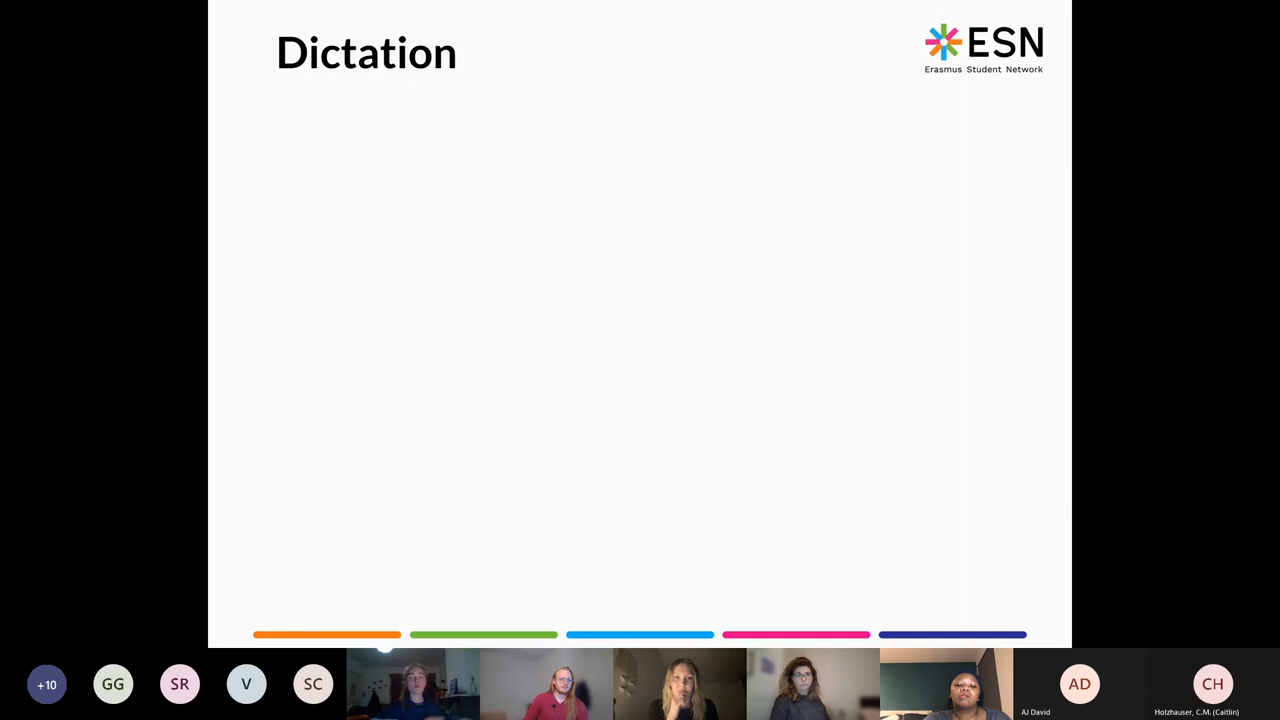 Dictation
ESN
Erasmus Student Network
+10
GG
SR
V
SC
AD
AJ David
CH
Holzhauser, C.M. (Caitlin)